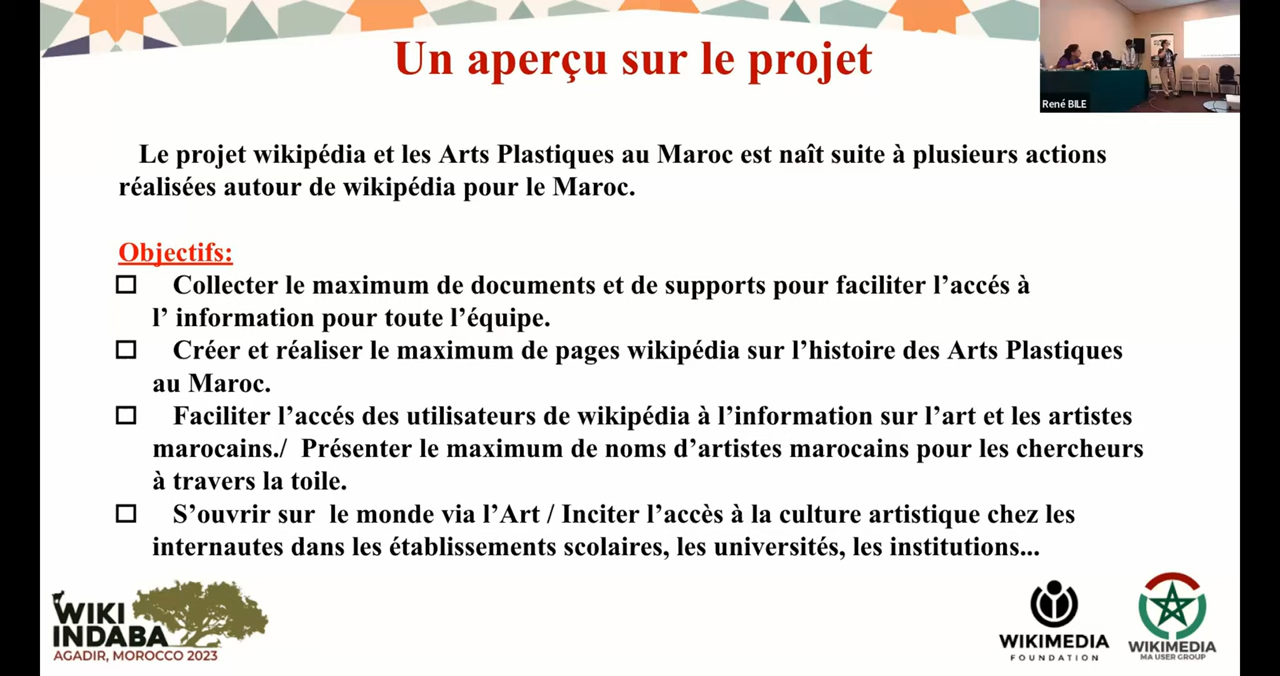 Un aperçu sur le projet
René BILE
Le projet wikipédia et les Arts Plastiques au Maroc est naît suite à plusieurs actions
réalisées autour de wikipédia pour le Maroc.
Objectifs:
Collecter le maximum de documents et de supports pour faciliter l’accés à
l’ information pour toute l’équipe.
Créer et réaliser le maximum de pages wikipédia sur l’histoire des Arts Plastiques
au Maroc.
Faciliter l’accés des utilisateurs de wikipédia à l’information sur l’art et les artistes
marocains./ Présenter le maximum de noms d’artistes marocains pour les chercheurs
à travers la toile.
S’ouvrir sur le monde via l’Art / Inciter l’accès à la culture artistique chez les
internautes dans les établissements scolaires, les universités, les institutions...
WIKI
INDABA
AGADIR, MOROCCO 2023
WIKIMEDIA
FOUNDATION
WIKIMEDIA
MA USER GROUP